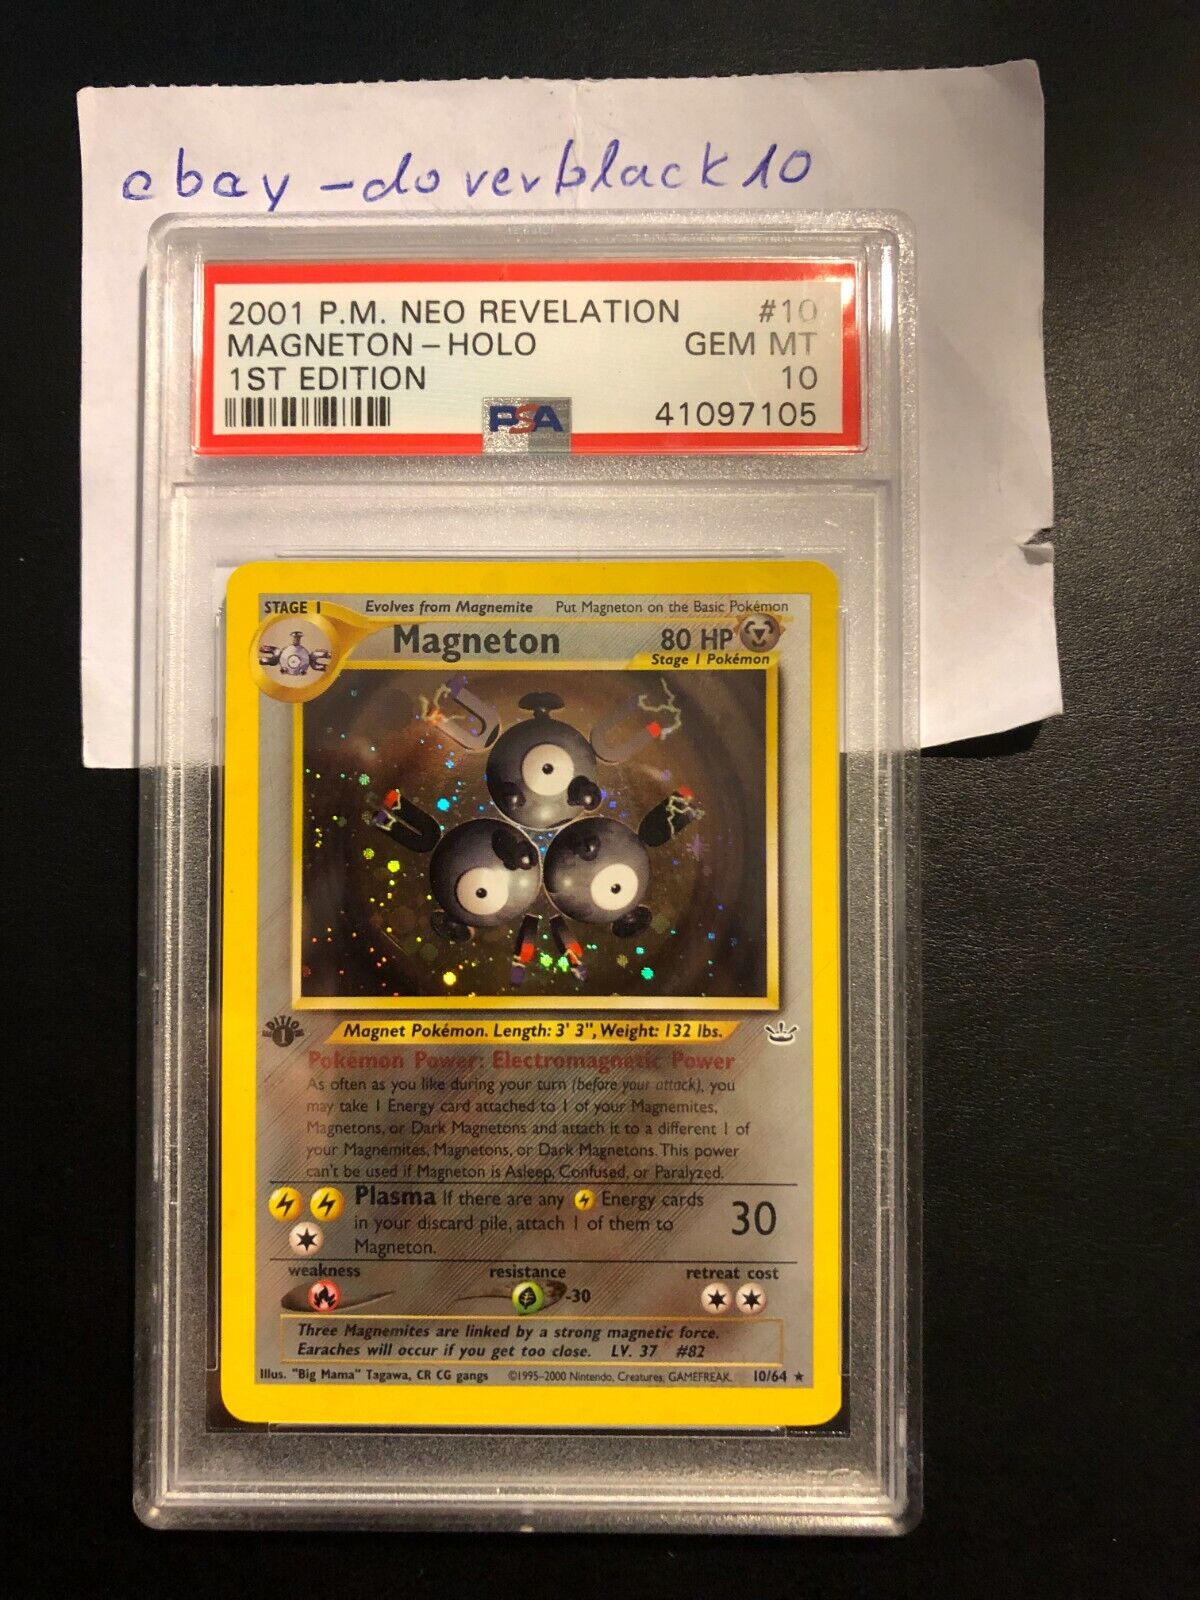 ebay - doverblack10
2001 P.M. NEO REVELATION #10
MAGNETON - HOLO GEM MT
1ST EDITION 10
PSA 41097105
STAGE 1 Evolves from Magnemite Put Magneton on the Basic Pokémon
Magneton 80 HP
Stage 1 Pokémon
EDITION 1
Magnet Pokémon. Length: 3' 3", Weight: 132 lbs.
Pokémon Power: Electromagnetic Power
As often as you like during your turn (before your attack), you
may take 1 Energy card attached to 1 of your Magnemites,
Magnetons, or Dark Magnetons and attach it to a different 1 of
your Magnemites, Magnetons, or Dark Magnetons. This power
can't be used if Magneton is Asleep, Confused, or Paralyzed.
Plasma If there are any Energy cards
in your discard pile, attach 1 of them to 30
Magneton.
weakness resistance retreat cost
-30
Three Magnemites are linked by a strong magnetic force.
Earaches will occur if you get too close. LV. 37 #82
Illus. "Big Mama" Tagawa, CR CG gangs ©1995-2000 Nintendo, Creatures, GAMEFREAK. 10/64 ★